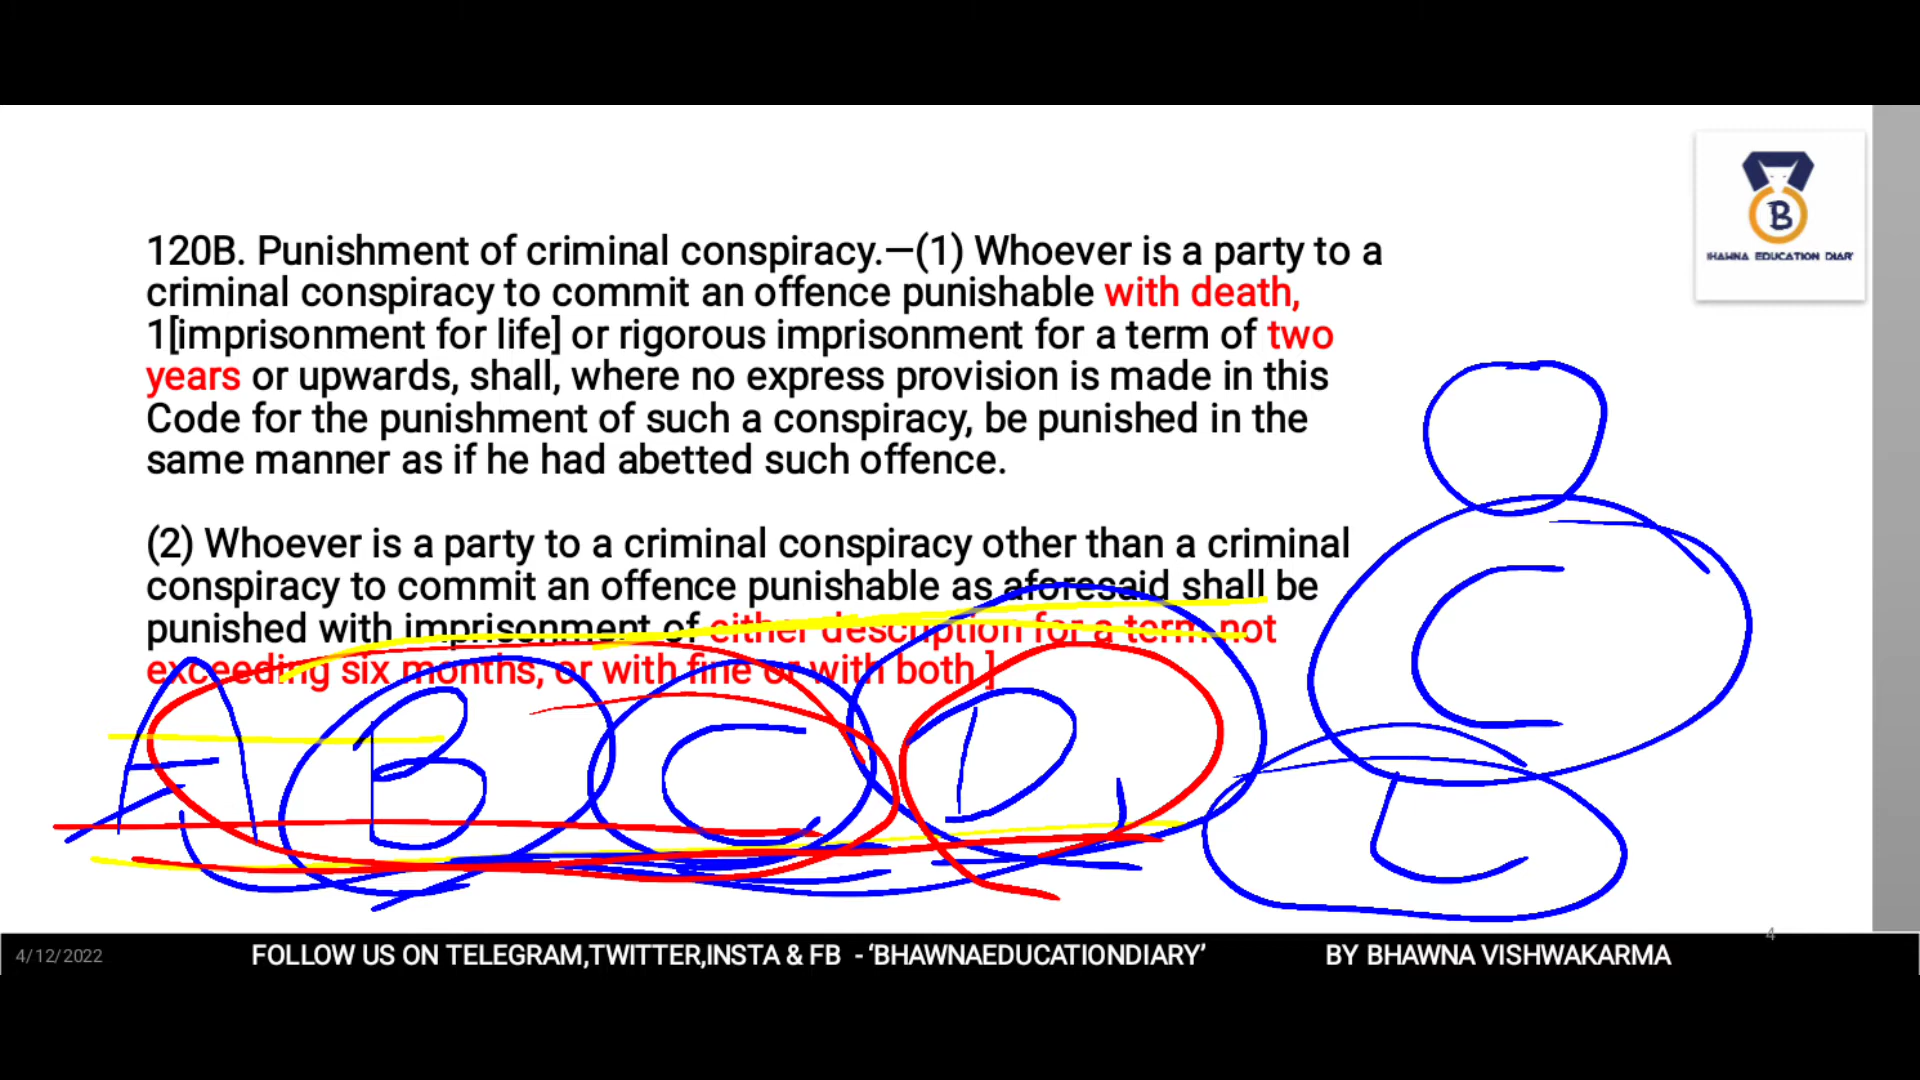 B
BHAWNA EDUCATION DIARY
120B. Punishment of criminal conspiracy.—(1) Whoever is a party to a
criminal conspiracy to commit an offence punishable with death,
1[imprisonment for life] or rigorous imprisonment for a term of two
years or upwards, shall, where no express provision is made in this
Code for the punishment of such a conspiracy, be punished in the
same manner as if he had abetted such offence.
(2) Whoever is a party to a criminal conspiracy other than a criminal
conspiracy to commit an offence punishable as aforesaid shall be
punished with imprisonment of either description for a term not
exceeding six months, or with fine or with both.]
C
A B C D
4
4/12/2022 FOLLOW US ON TELEGRAM,TWITTER,INSTA & FB - ‘BHAWNAEDUCATIONDIARY’ BY BHAWNA VISHWAKARMA